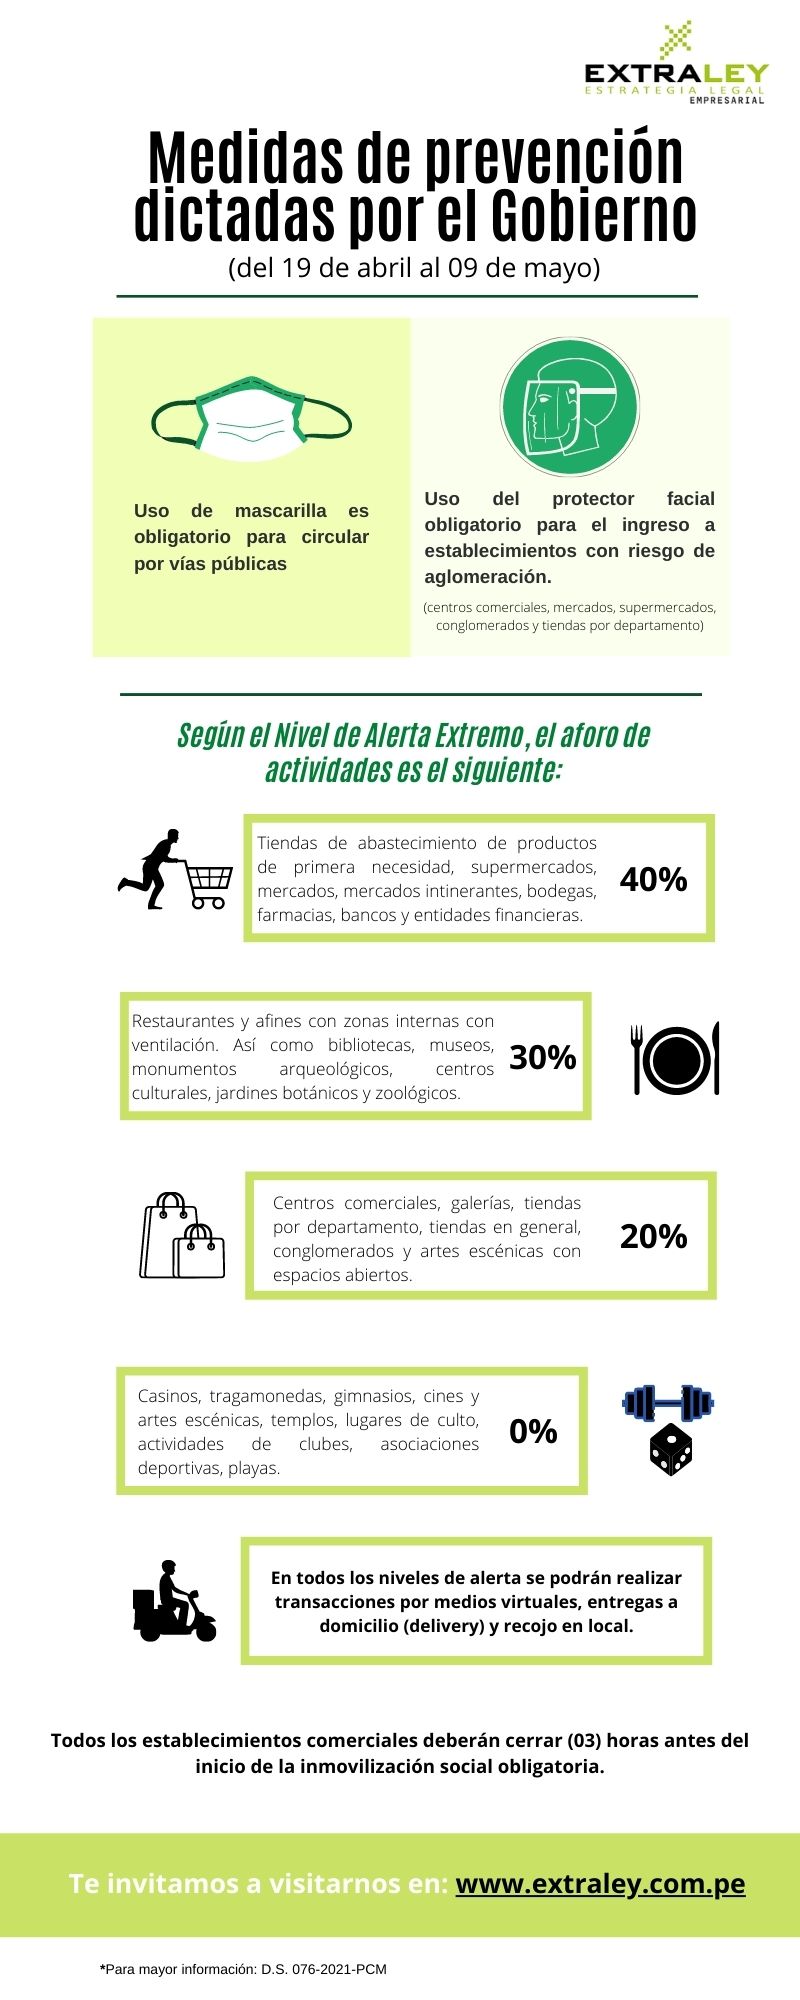 EXTRALEY
ESTRATEGIA LEGAL
EMPRESARIAL
Medidas de prevención
dictadas por el Gobierno
(del 19 de abril al 09 de mayo)
Uso de mascarilla es
obligatorio para circular
por vías públicas
Uso del protector facial
obligatorio para el ingreso a
establecimientos con riesgo de
aglomeración.
(centros comerciales, mercados, supermercados,
conglomerados y tiendas por departamento)
Según el Nivel de Alerta Extremo, el aforo de
actividades es el siguiente:
Tiendas de abastecimiento de productos
de primera necesidad, supermercados,
mercados, mercados intinerantes, bodegas,
farmacias, bancos y entidades financieras.
40%
Restaurantes y afines con zonas internas con
ventilación. Así como bibliotecas, museos,
monumentos arqueológicos, centros
culturales, jardines botánicos y zoológicos.
30%
Centros comerciales, galerías, tiendas
por departamento, tiendas en general,
conglomerados y artes escénicas con
espacios abiertos.
20%
Casinos, tragamonedas, gimnasios, cines y
artes escénicas, templos, lugares de culto,
actividades de clubes, asociaciones
deportivas, playas.
0%
En todos los niveles de alerta se podrán realizar
transacciones por medios virtuales, entregas a
domicilio (delivery) y recojo en local.
Todos los establecimientos comerciales deberán cerrar (03) horas antes del
inicio de la inmovilización social obligatoria.
Te invitamos a visitarnos en: www.extraley.com.pe
*Para mayor información: D.S. 076-2021-PCM